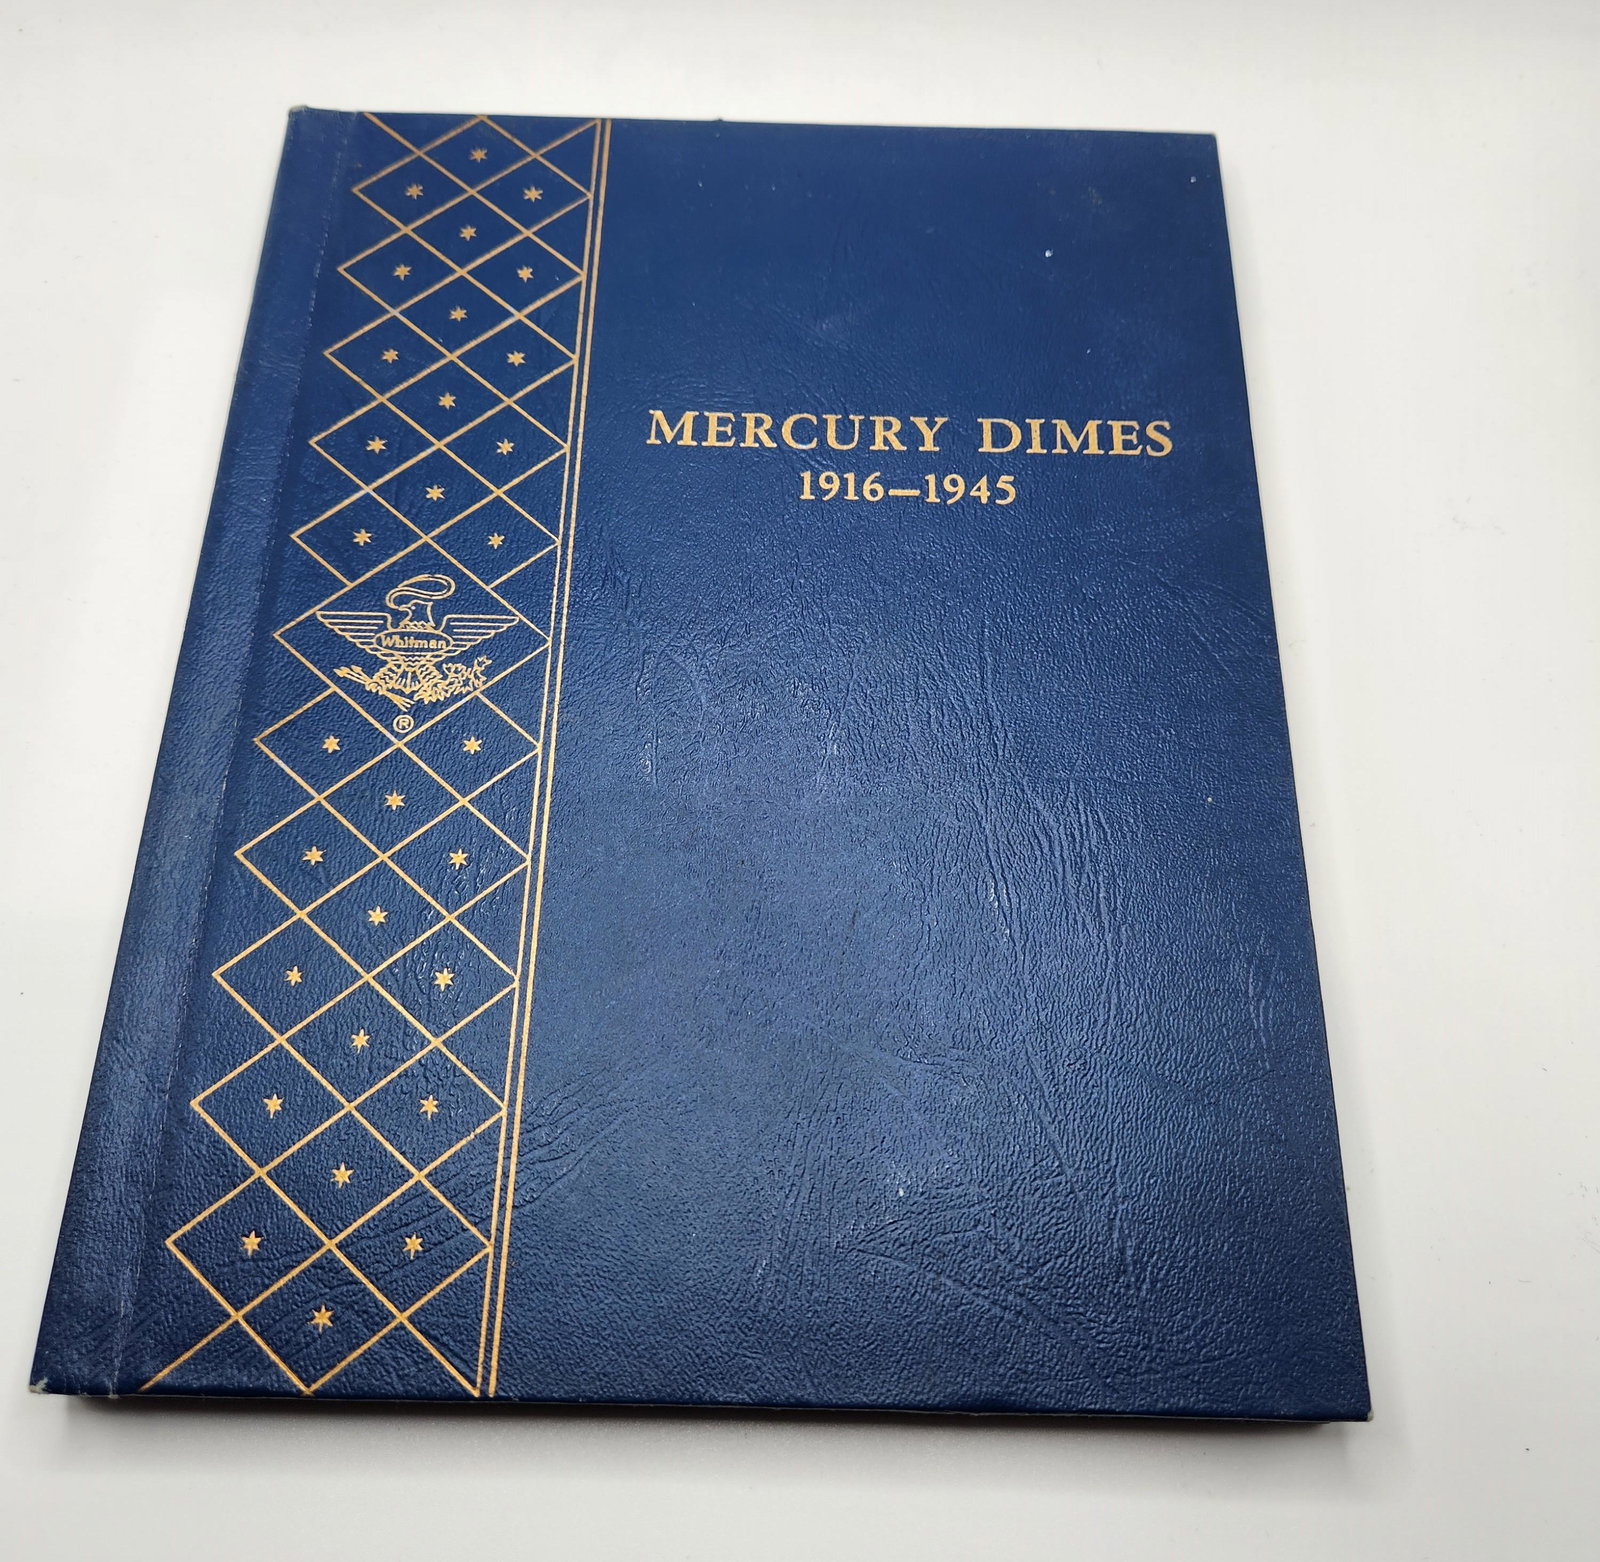 MERCURY DIMES
1916–1945
Whitman
®